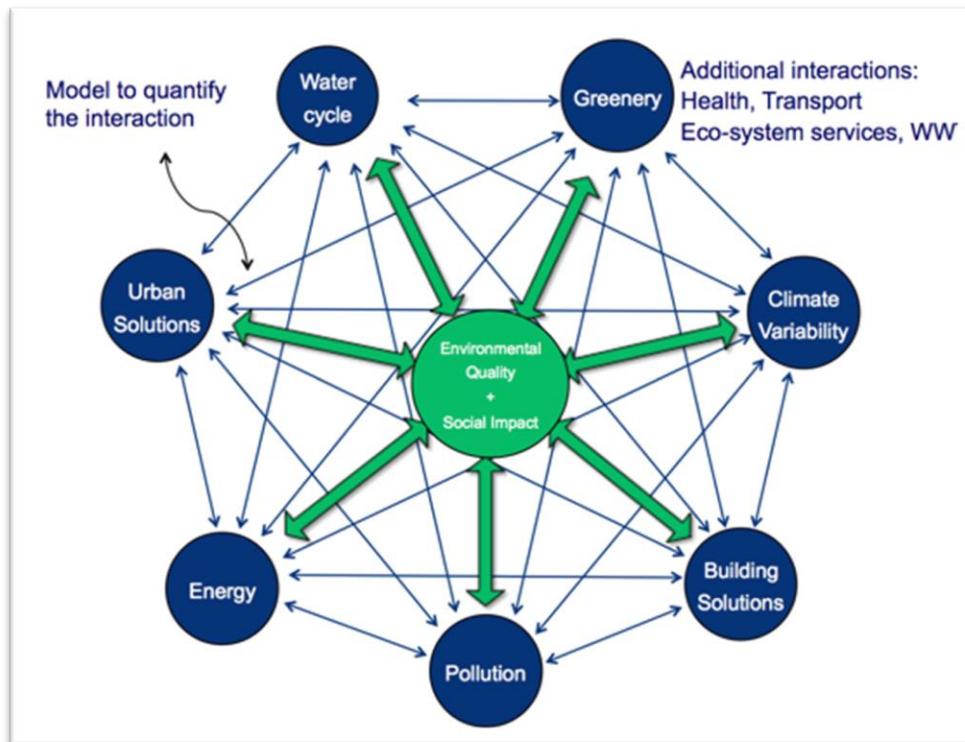 Model to quantify
the interaction
Water
cycle
Greenery
Additional interactions:
Health, Transport
Eco-system services, WW
Urban
Solutions
Climate
Variability
Environmental
Quality
+
Social Impact
Energy
Building
Solutions
Pollution